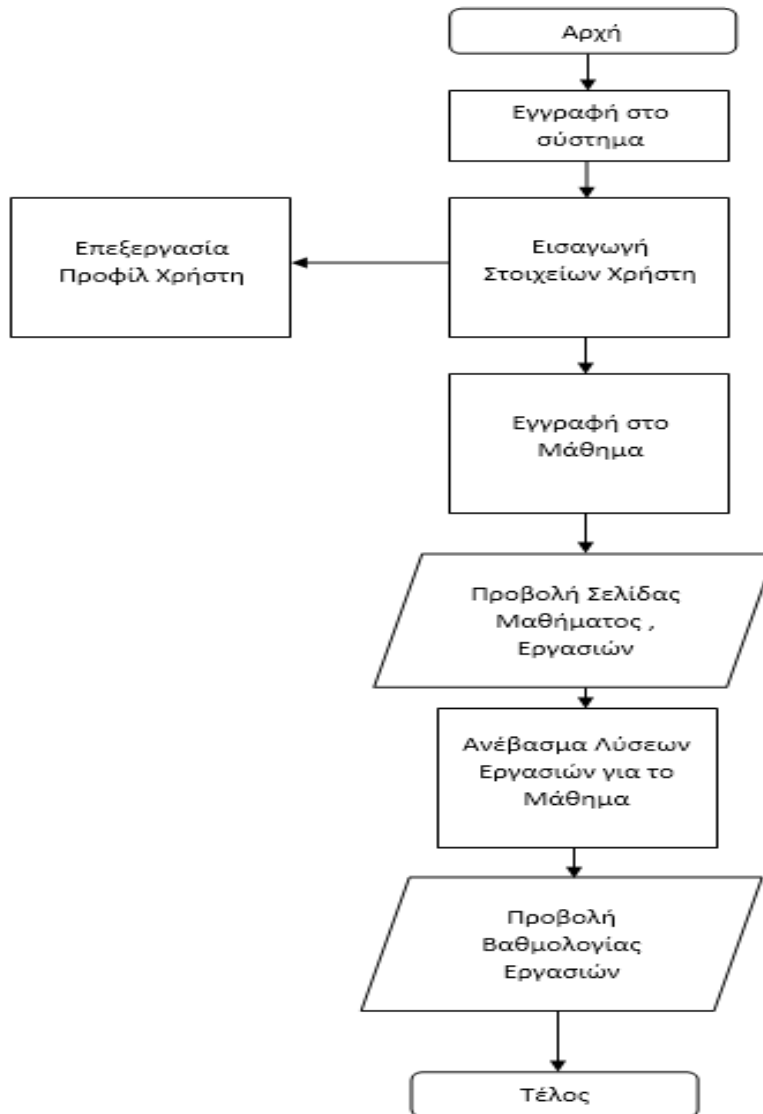 Αρχή
Εγγραφή στο
σύστημα
Επεξεργασία
Προφίλ Χρήστη
Εισαγωγή
Στοιχείων Χρήστη
Εγγραφή στο
Μάθημα
Προβολή Σελίδας
Μαθήματος ,
Εργασιών
Ανέβασμα Λύσεων
Εργασιών για το
Μάθημα
Προβολή
Βαθμολογίας
Εργασιών
Τέλος